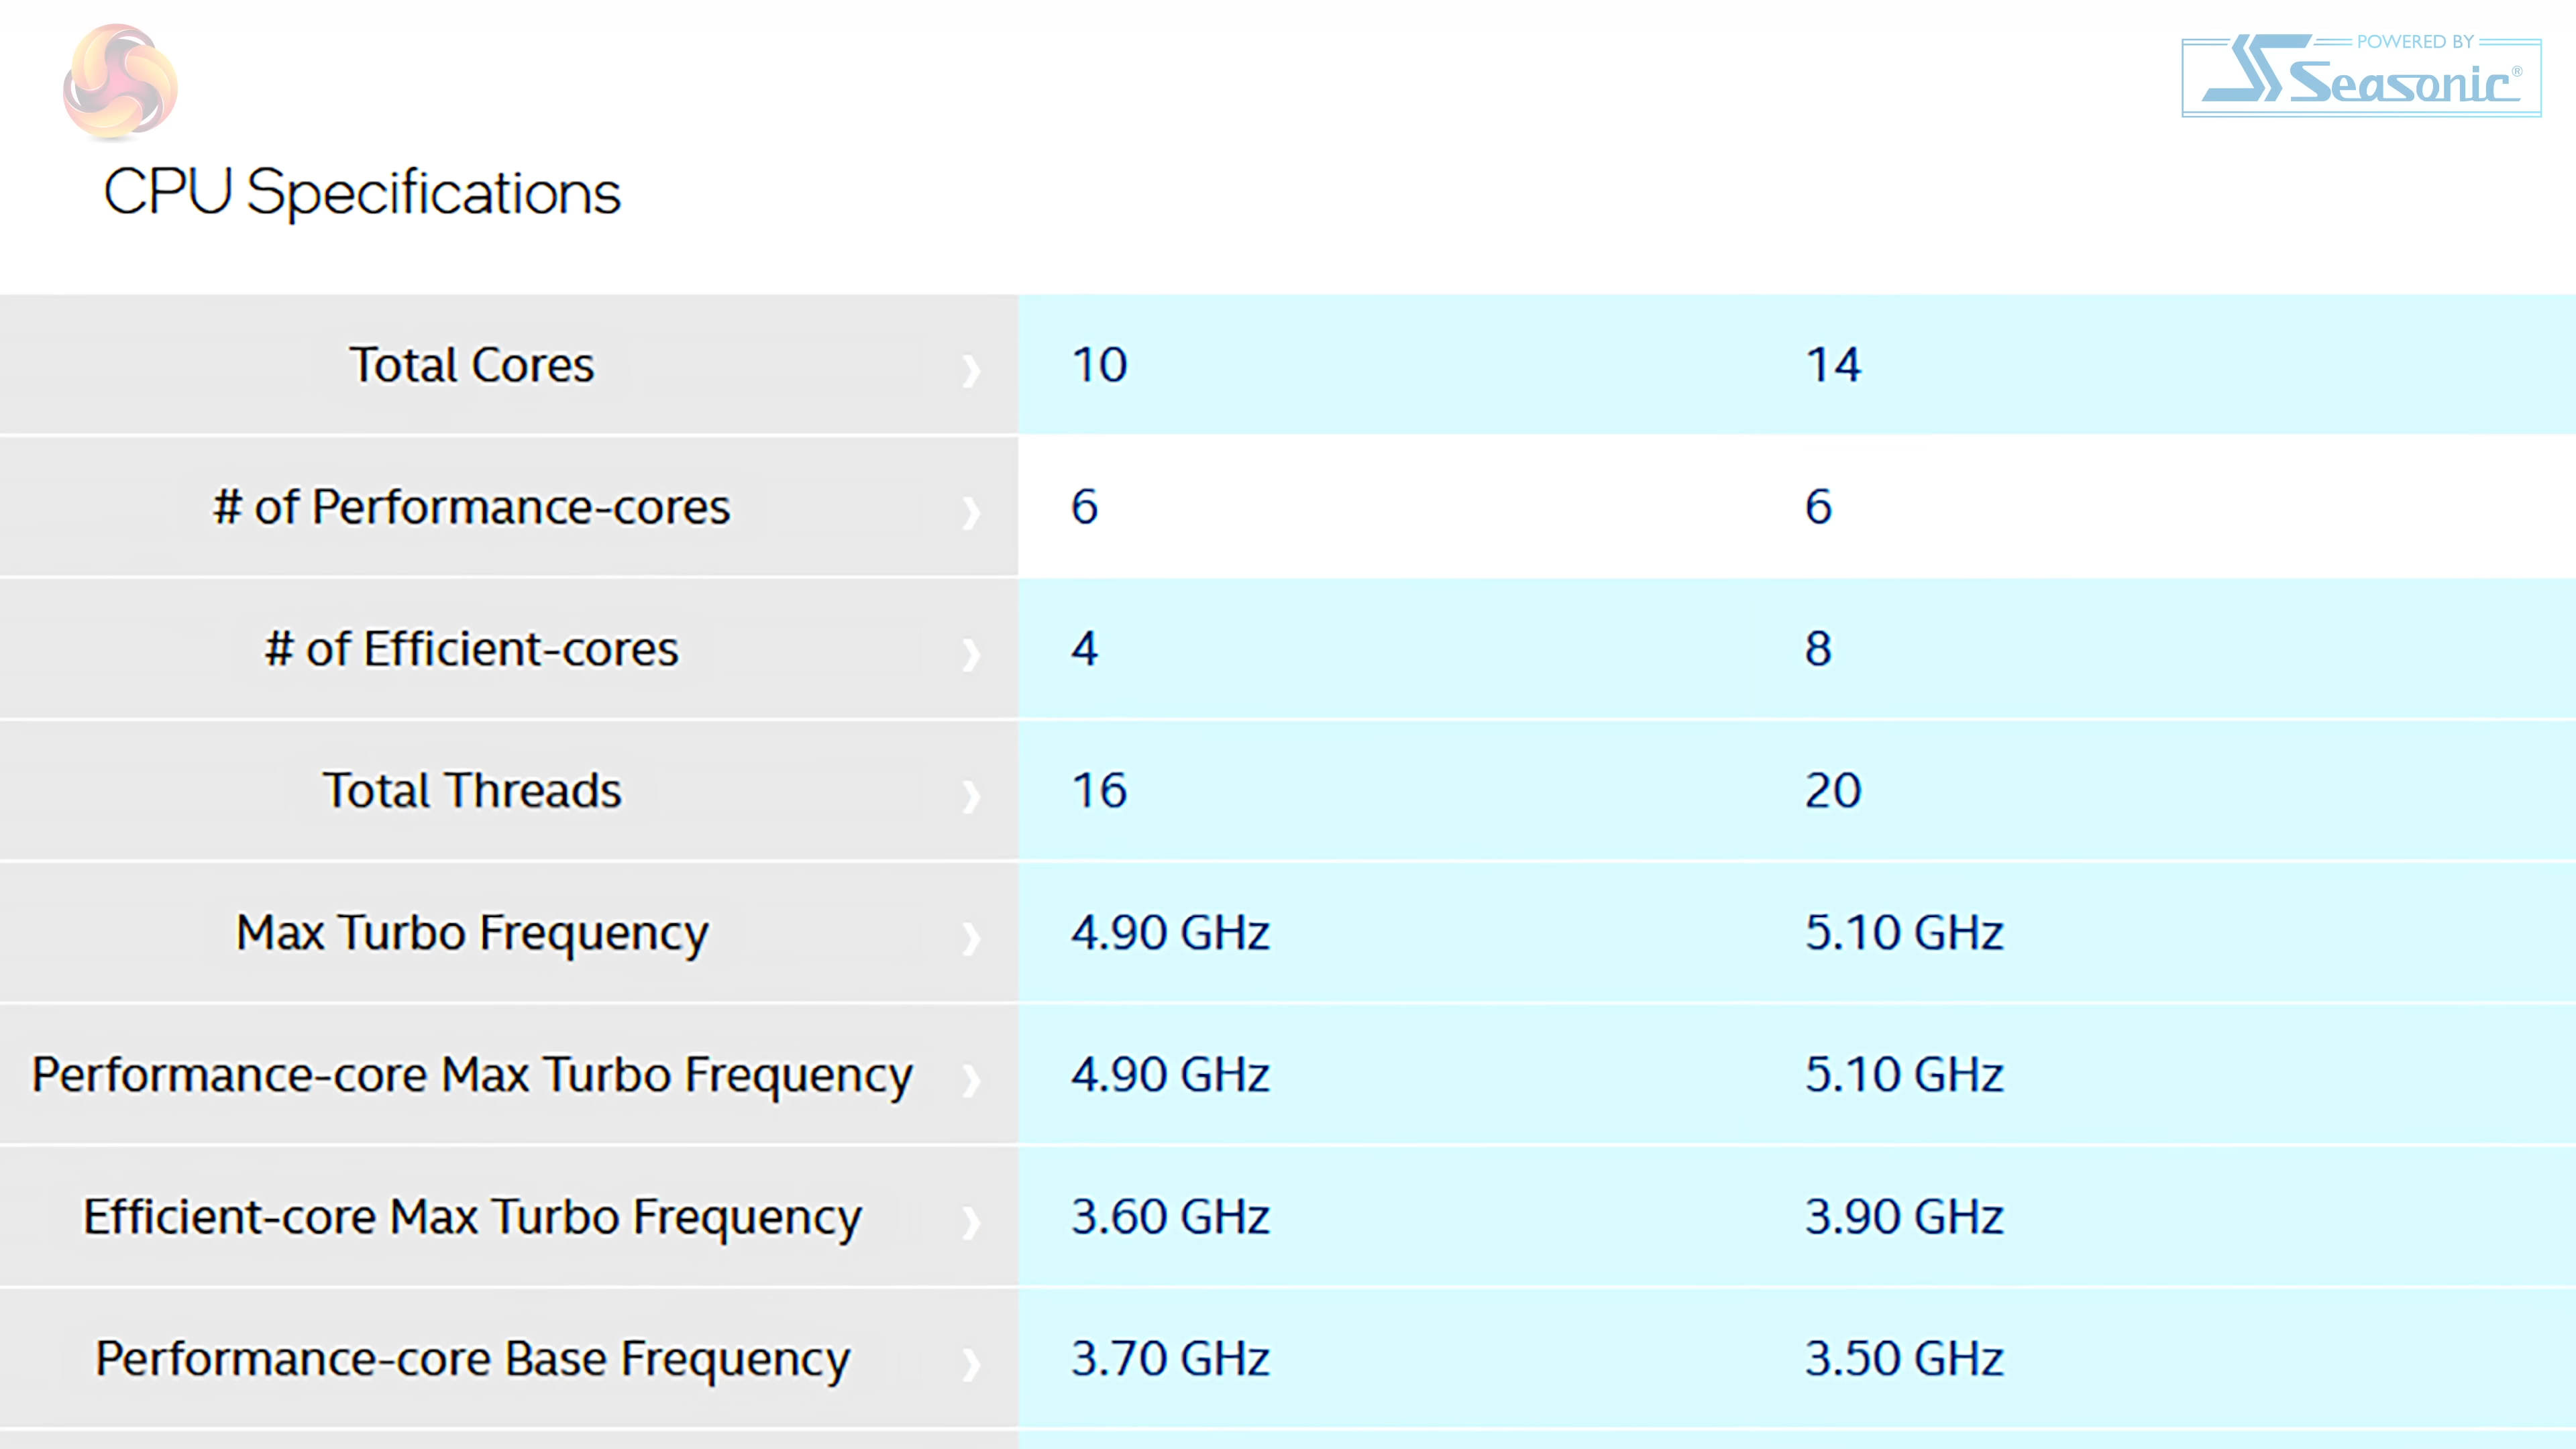 POWERED BY
Seasonic®
CPU Specifications
Total Cores 10 14
# of Performance-cores 6 6
# of Efficient-cores 4 8
Total Threads 16 20
Max Turbo Frequency 4.90 GHz 5.10 GHz
Performance-core Max Turbo Frequency 4.90 GHz 5.10 GHz
Efficient-core Max Turbo Frequency 3.60 GHz 3.90 GHz
Performance-core Base Frequency 3.70 GHz 3.50 GHz